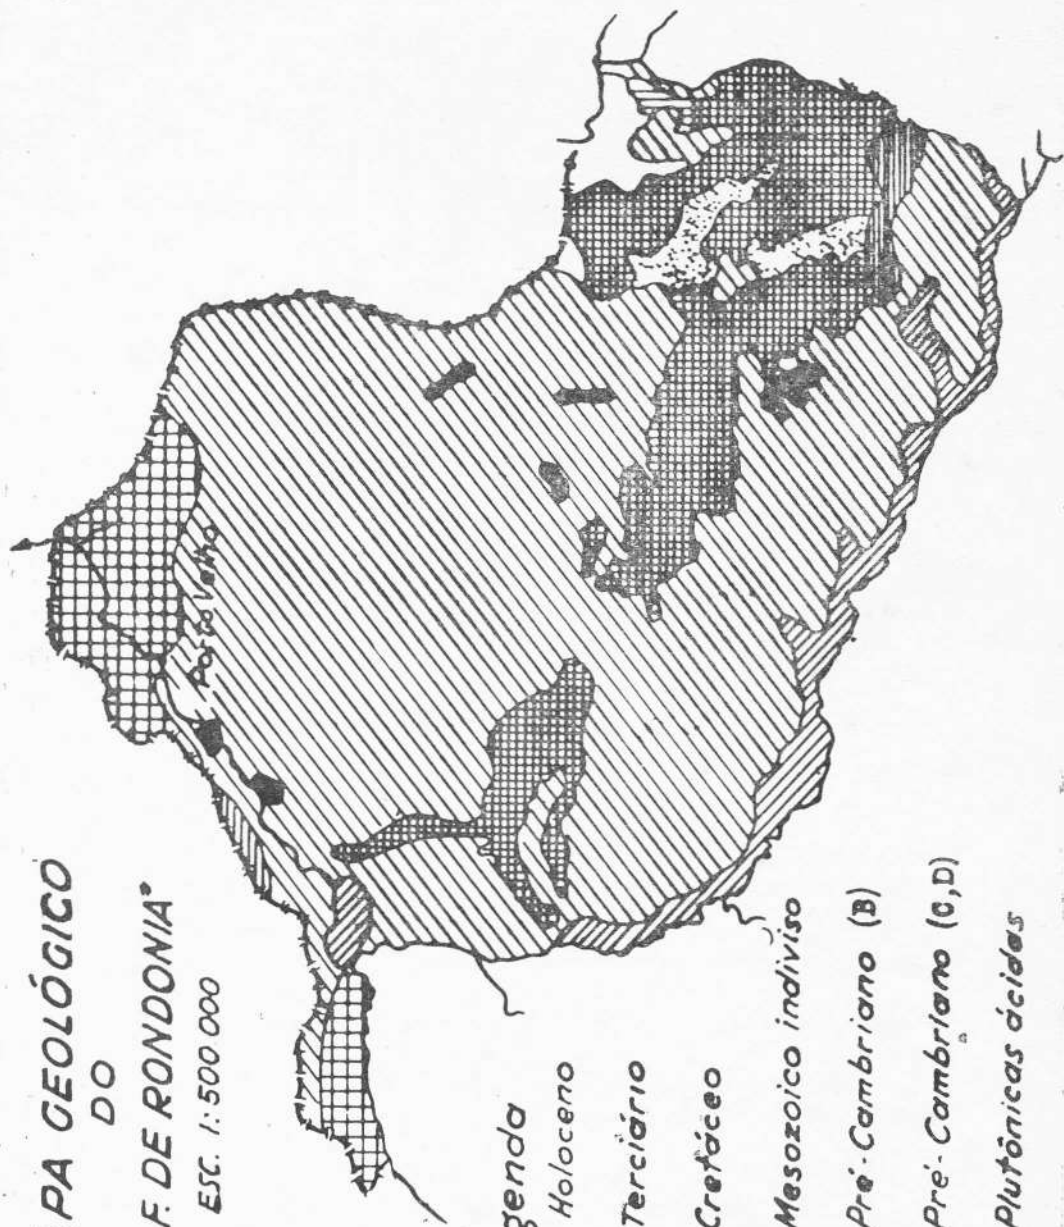 PA GEOLÓGICO
DO
F. DE RONDONIA"
ESC. 1:500.000
Porto Velho
genda
Holoceno
Terciário
Cretáceo
Mesozoico indiviso
Pré-Cambriano (B)
Pré-Cambriano (C,D)
Plutônicas ácidas